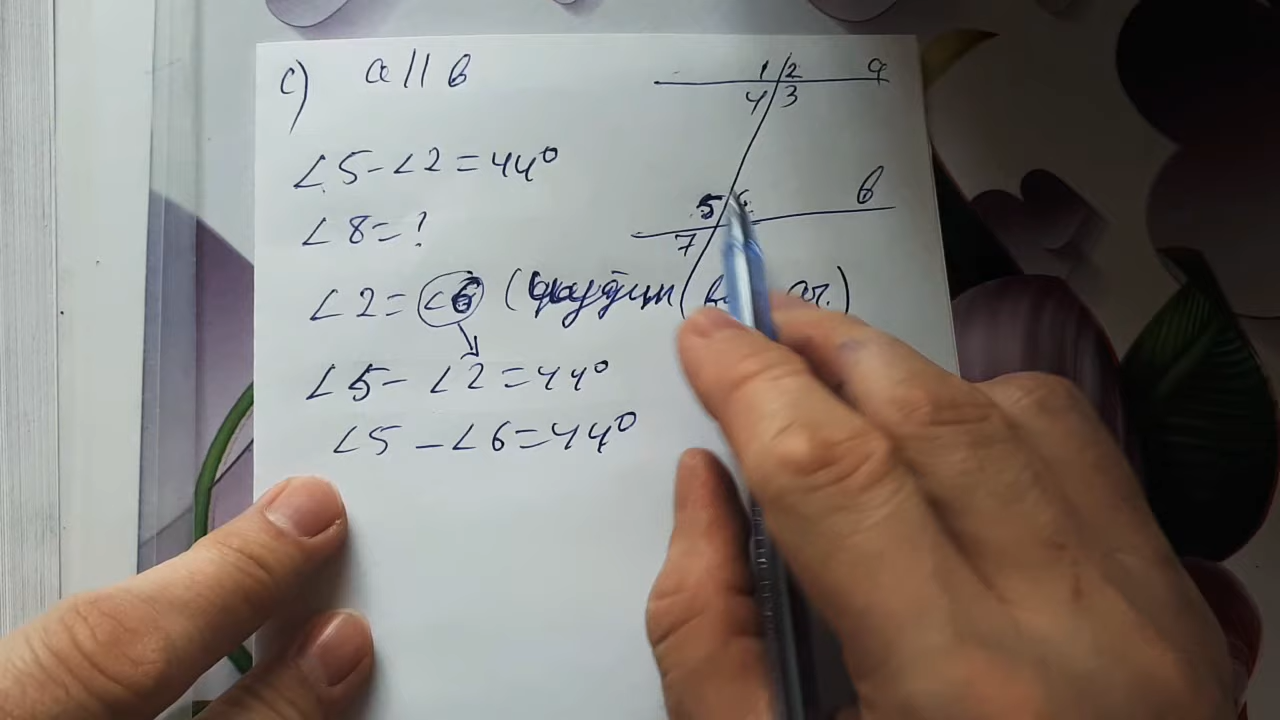 c) a || b
1 2 a
4 3
∠5 - ∠2 = 44°
5 6 b
∠8 = ?
7
∠2 = ∠6 (
∠5 - ∠2 = 44°
∠5 - ∠6 = 44°